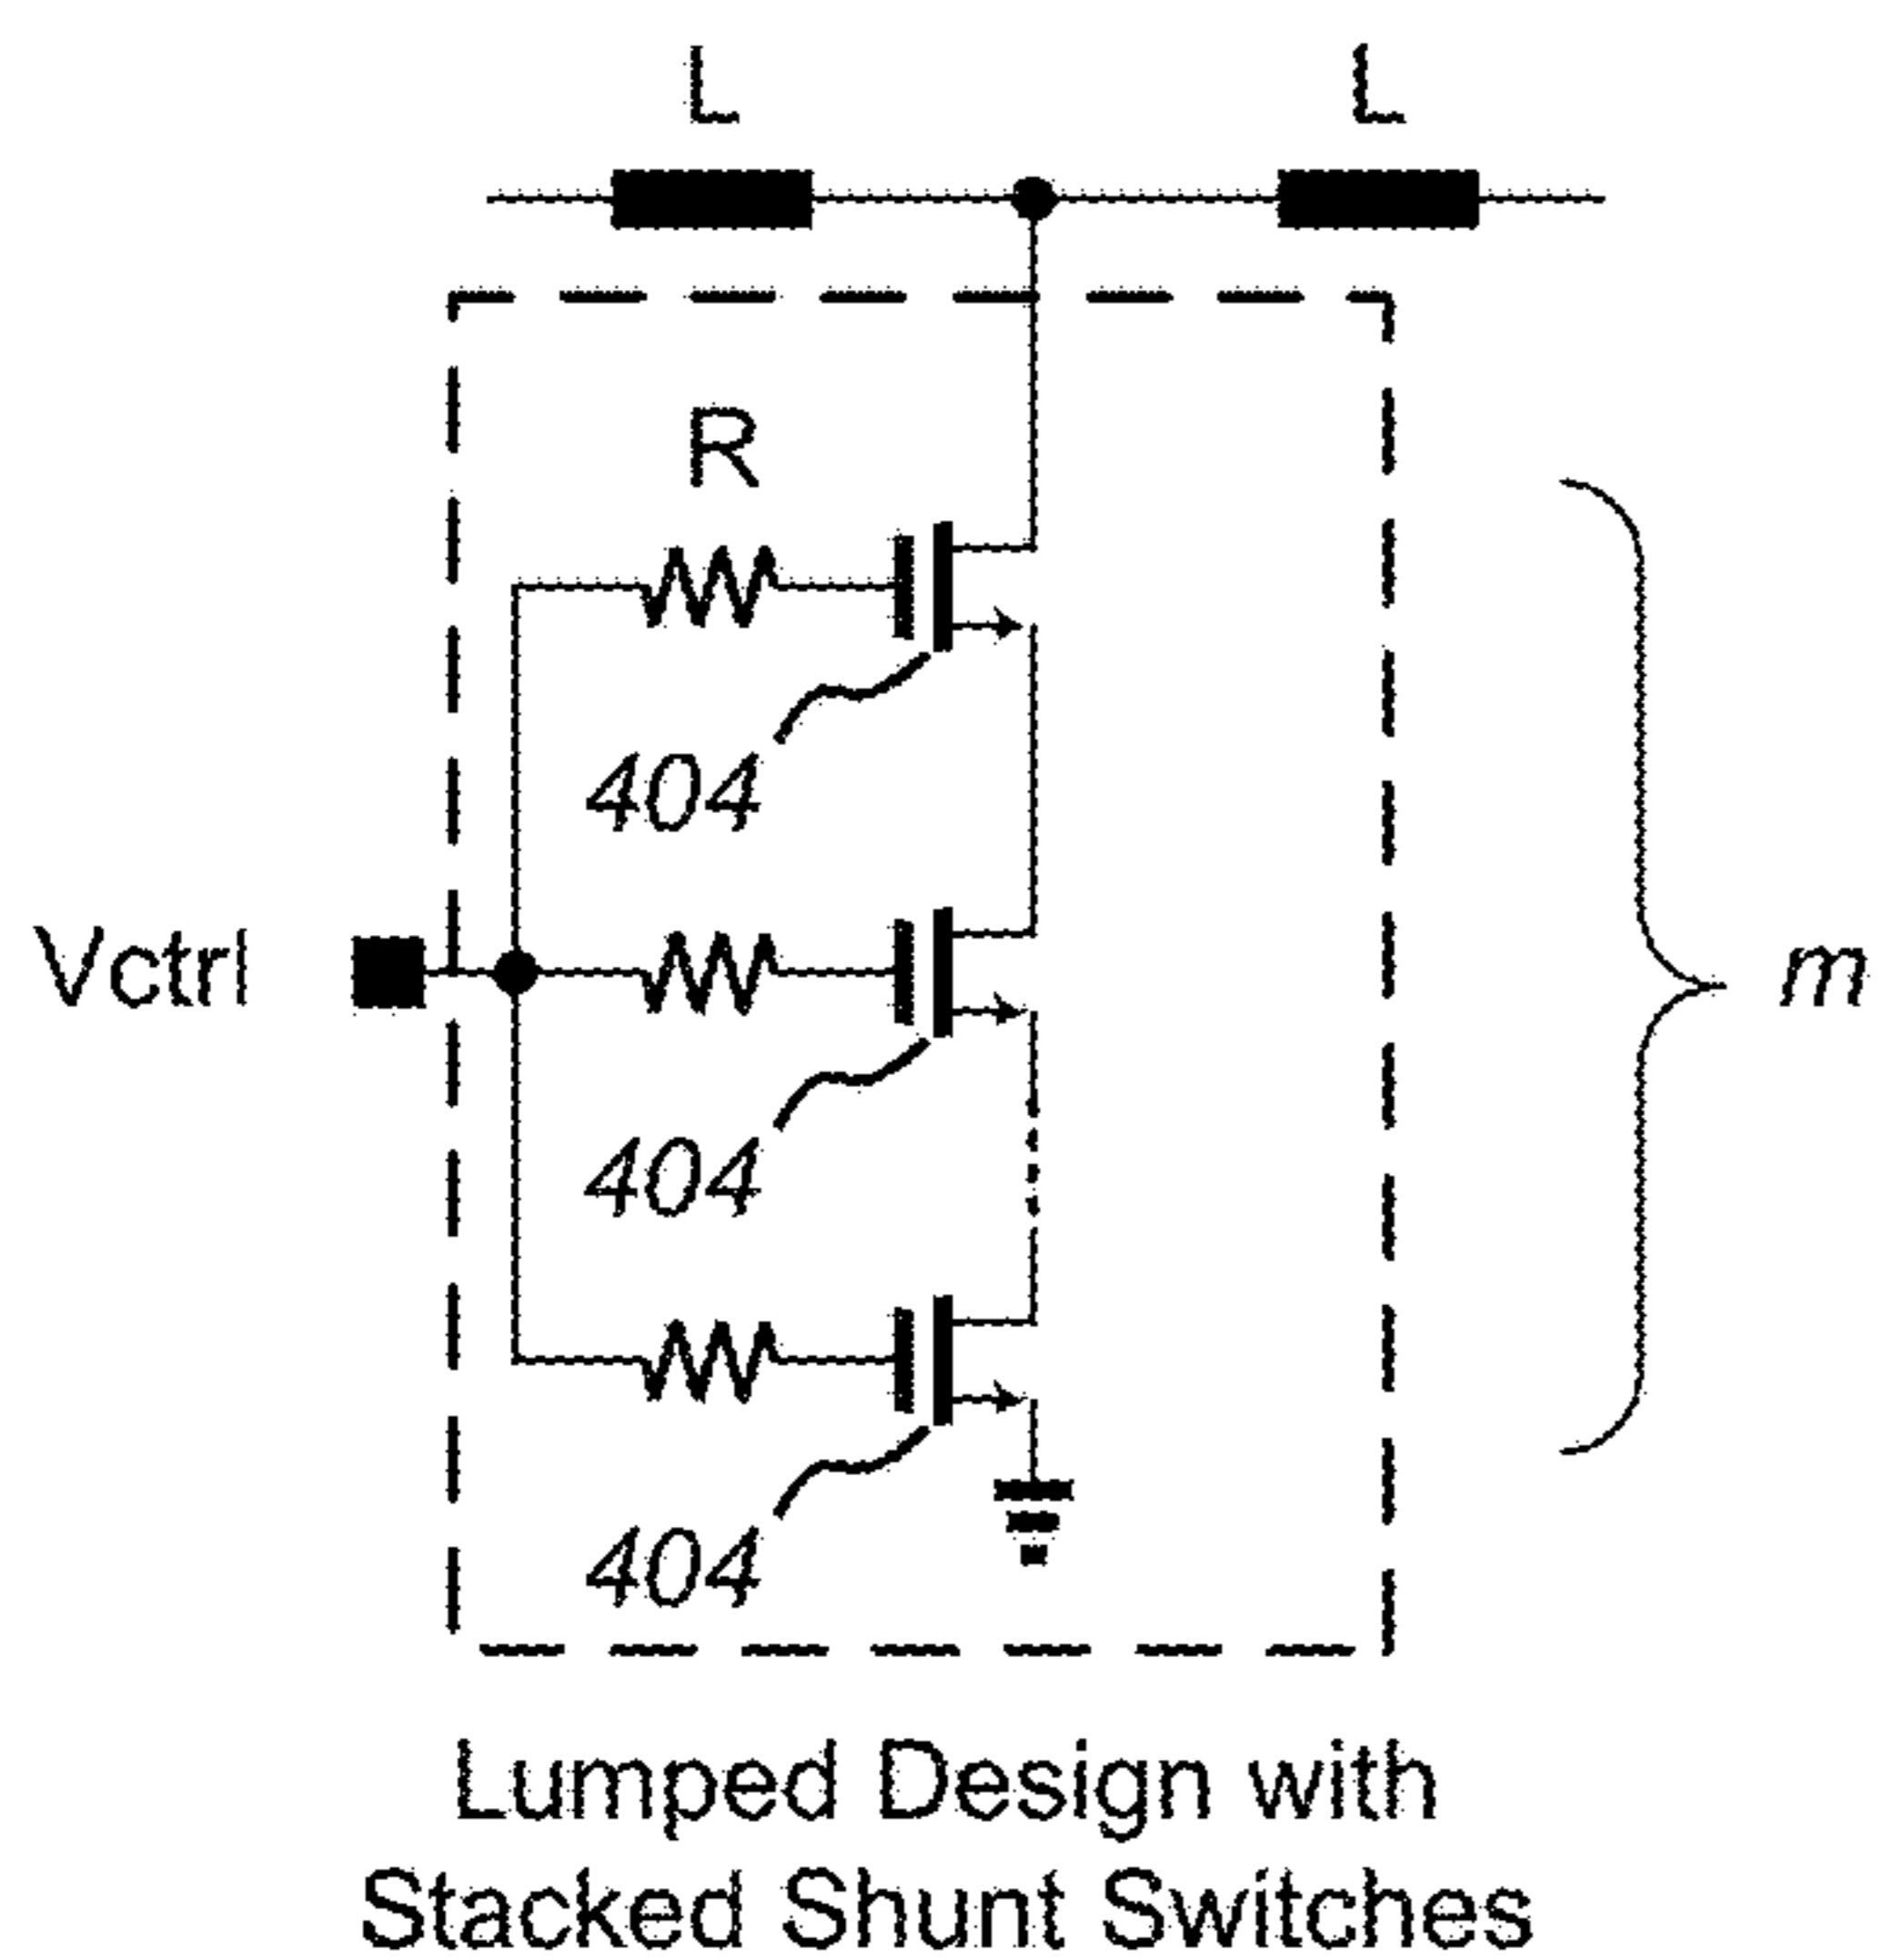 L L
R
404
Vctrl
m
404
404
Lumped Design with
Stacked Shunt Switches